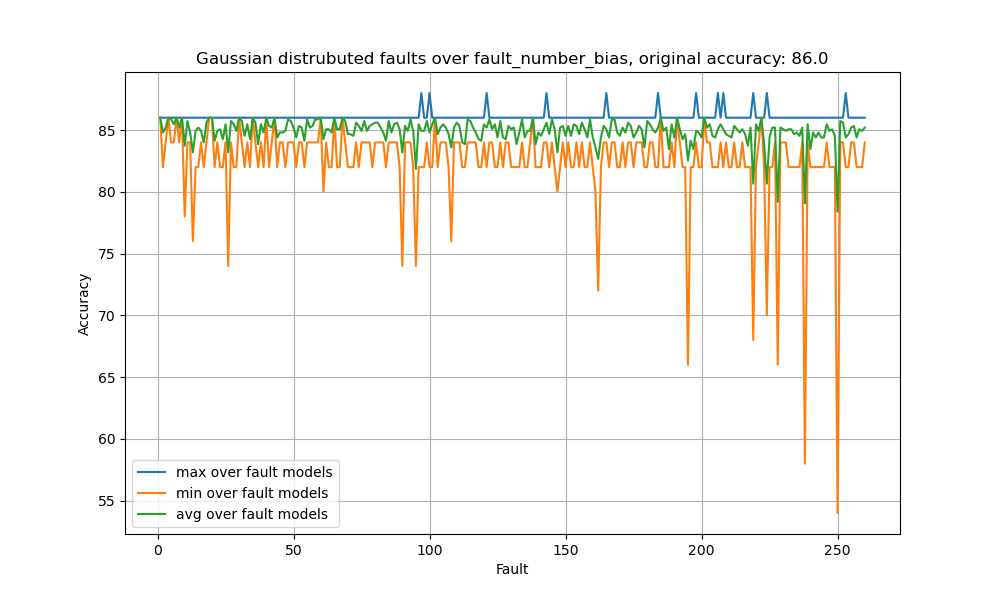 Gaussian distrubuted faults over fault_number_bias, original accuracy: 86.0
Accuracy
85
80
75
70
65
60
55
max over fault models
min over fault models
avg over fault models
0 50 100 150 200 250
Fault